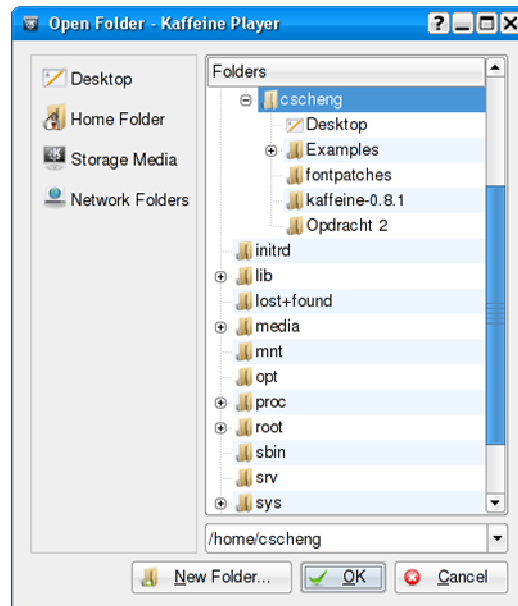 Open Folder - Kaffeine Player
Desktop
Home Folder
Storage Media
Network Folders
Folders
cscheng
Desktop
Examples
fontpatches
kaffeine-0.8.1
Opdracht 2
initrd
lib
lost+found
media
mnt
opt
proc
root
sbin
srv
sys
/home/cscheng
New Folder...
OK
Cancel